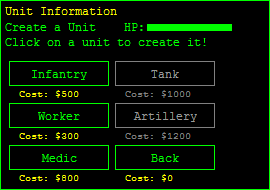 Unit Information
Create a Unit HP:
Click on a unit to create it!
Infantry Tank
Cost: $500 Cost: $1000
Worker Artillery
Cost: $300 Cost: $1200
Medic Back
Cost: $800 Cost: $0